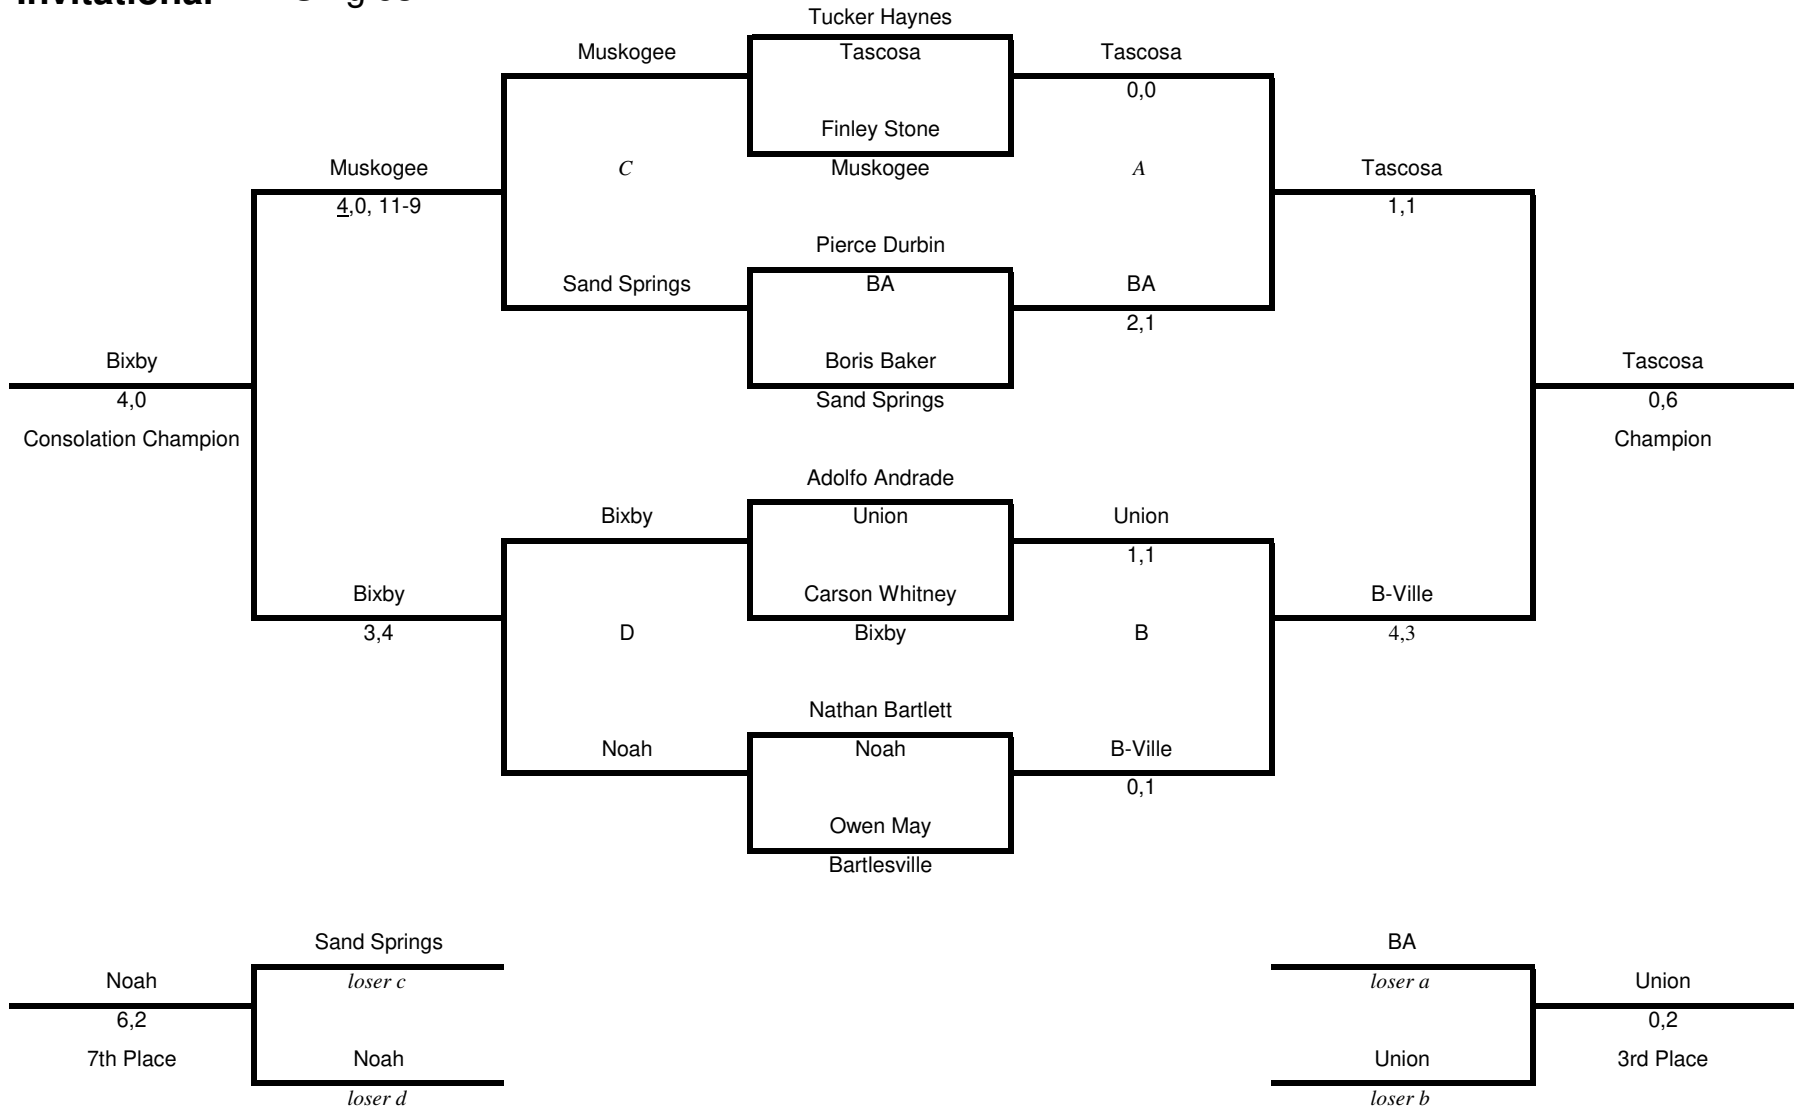 Tucker Haynes
Muskogee Tascosa Tascosa
0,0
Finley Stone
Muskogee C Muskogee A Tascosa
4,0, 11-9 1,1
Pierce Durbin
Sand Springs BA BA
2,1
Bixby Boris Baker Tascosa
4,0 Sand Springs 0,6
Consolation Champion Champion
Adolfo Andrade
Bixby Union Union
1,1
Bixby Carson Whitney B-Ville
3,4 D Bixby B 4,3
Nathan Bartlett
Noah Noah B-Ville
0,1
Owen May
Bartlesville
Sand Springs BA
Noah loser c loser a Union
6,2 0,2
7th Place Noah Union 3rd Place
loser d loser b